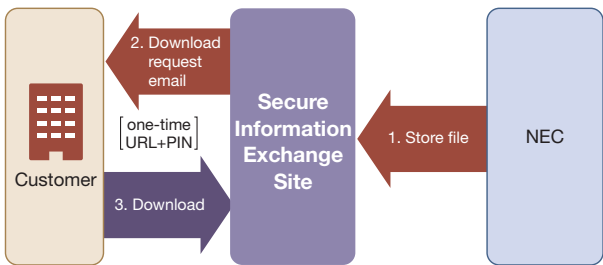 2. Download
request
email
[one-time
URL+PIN]
Customer
3. Download
Secure
Information
Exchange
Site
1. Store file
NEC